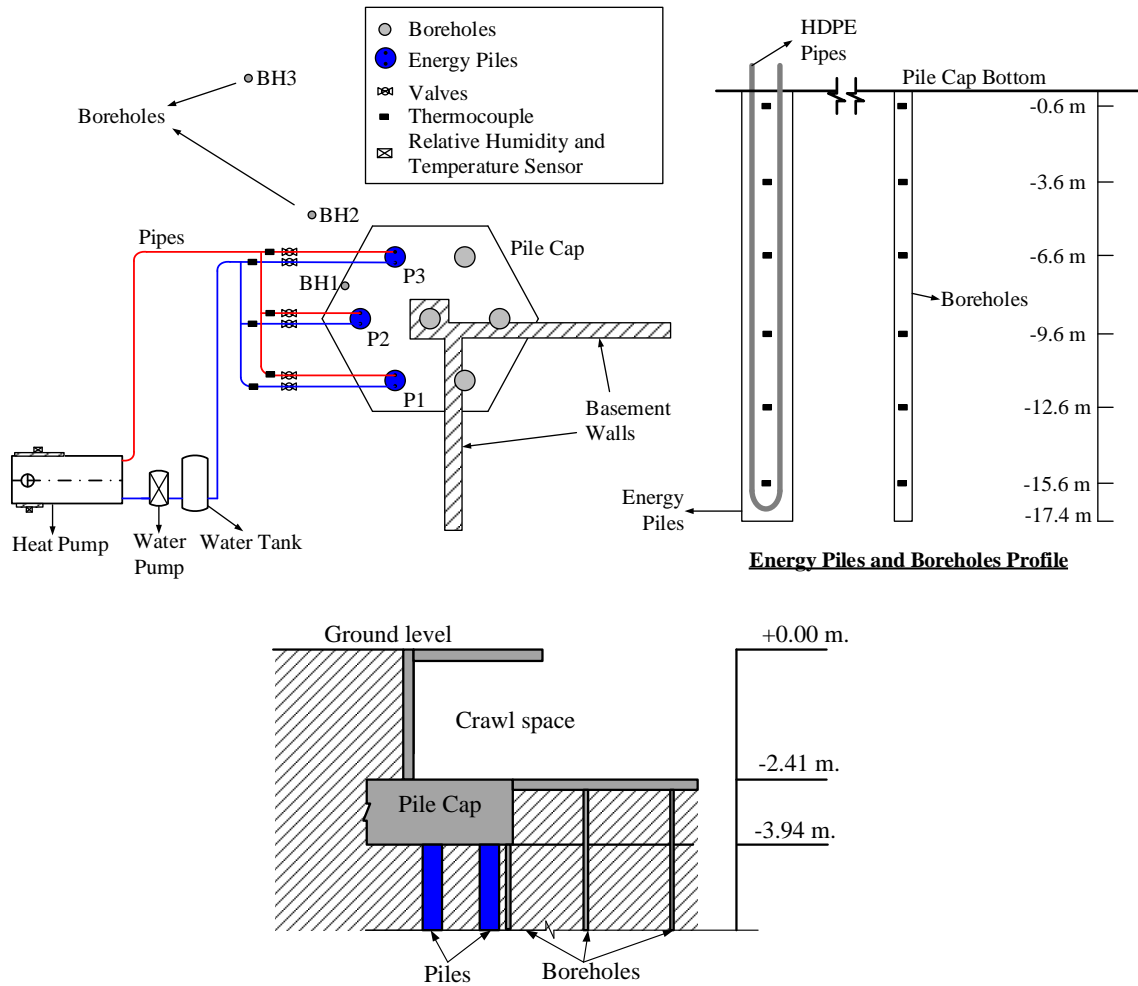 Boreholes
Energy Piles
Valves
Thermocouple
Relative Humidity and
Temperature Sensor
BH3
Boreholes
BH2
Pipes
P3
Pile Cap
BH1
P2
P1
Basement
Walls
Heat Pump
Water
Pump
Water Tank
HDPE
Pipes
Pile Cap Bottom
-0.6 m
-3.6 m
-6.6 m
Boreholes
-9.6 m
-12.6 m
-15.6 m
Energy
Piles
-17.4 m
Energy Piles and Boreholes Profile
Ground level
+0.00 m.
Crawl space
-2.41 m.
Pile Cap
-3.94 m.
Piles
Boreholes